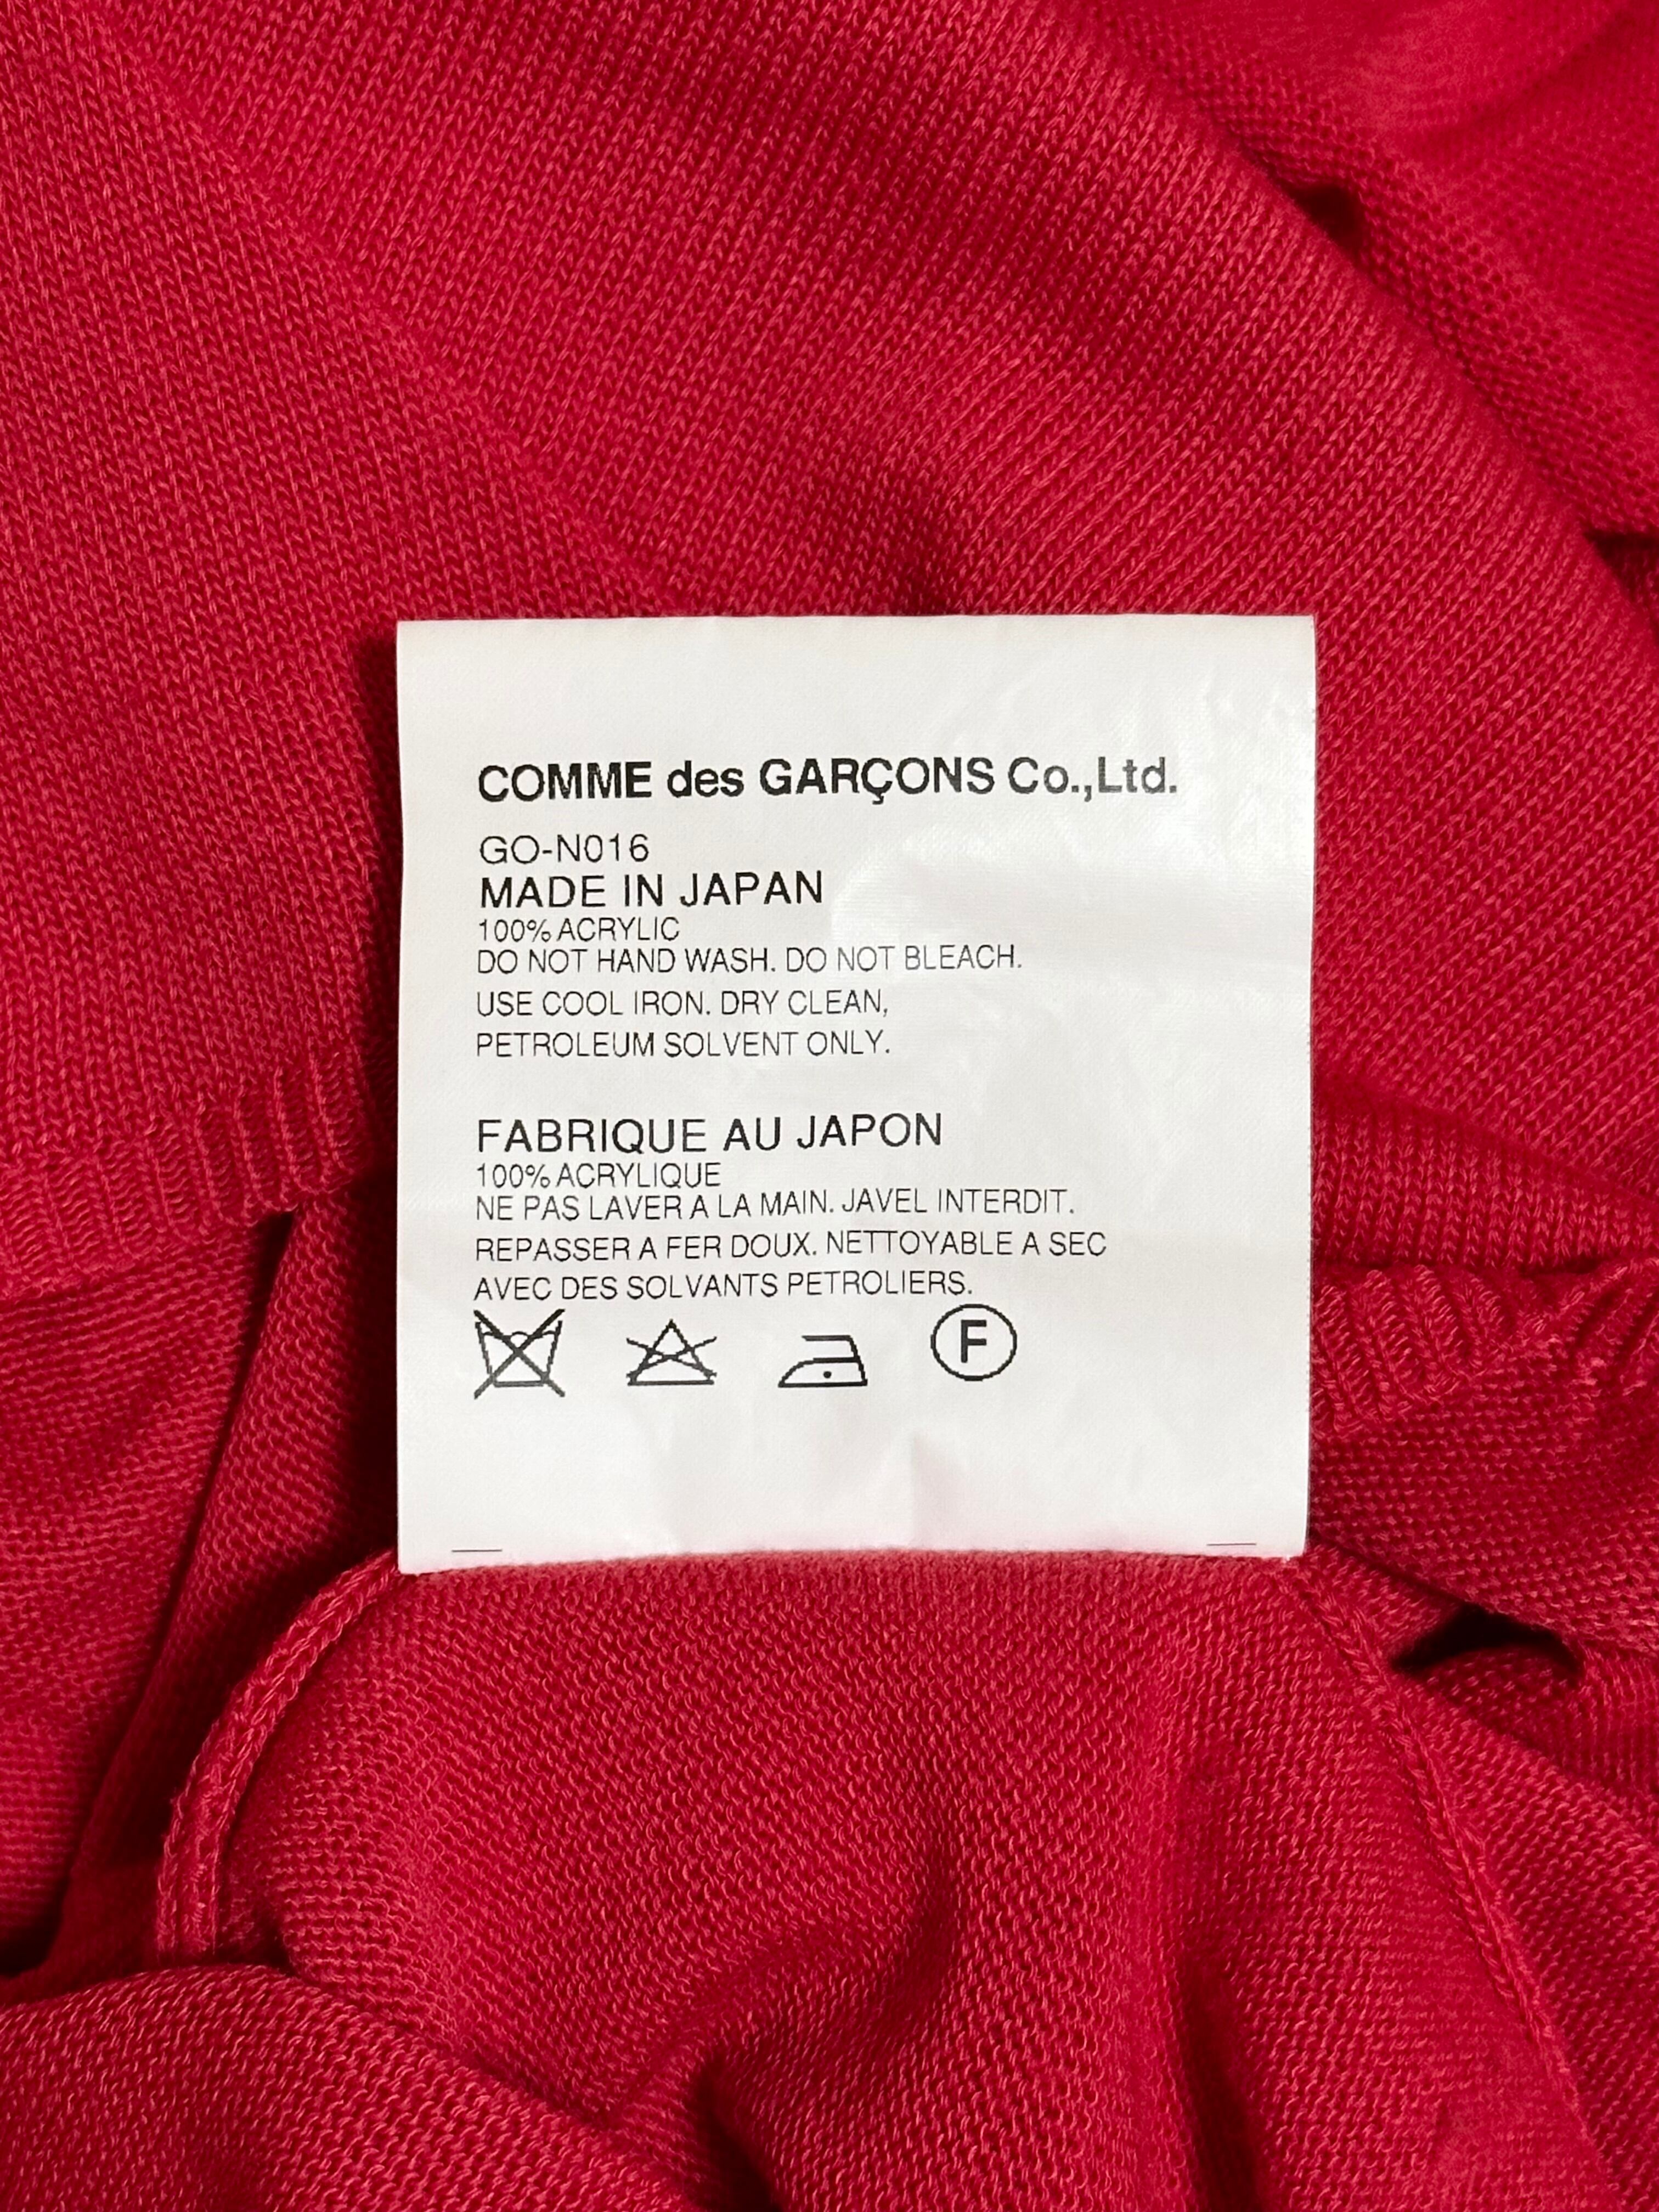 COMME des GARÇONS Co.,Ltd.
GO-N016
MADE IN JAPAN
100% ACRYLIC
DO NOT HAND WASH. DO NOT BLEACH.
USE COOL IRON. DRY CLEAN,
PETROLEUM SOLVENT ONLY.
FABRIQUE AU JAPON
100% ACRYLIQUE
NE PAS LAVER A LA MAIN. JAVEL INTERDIT.
REPASSER A FER DOUX. NETTOYABLE A SEC
AVEC DES SOLVANTS PETROLIERS.
F